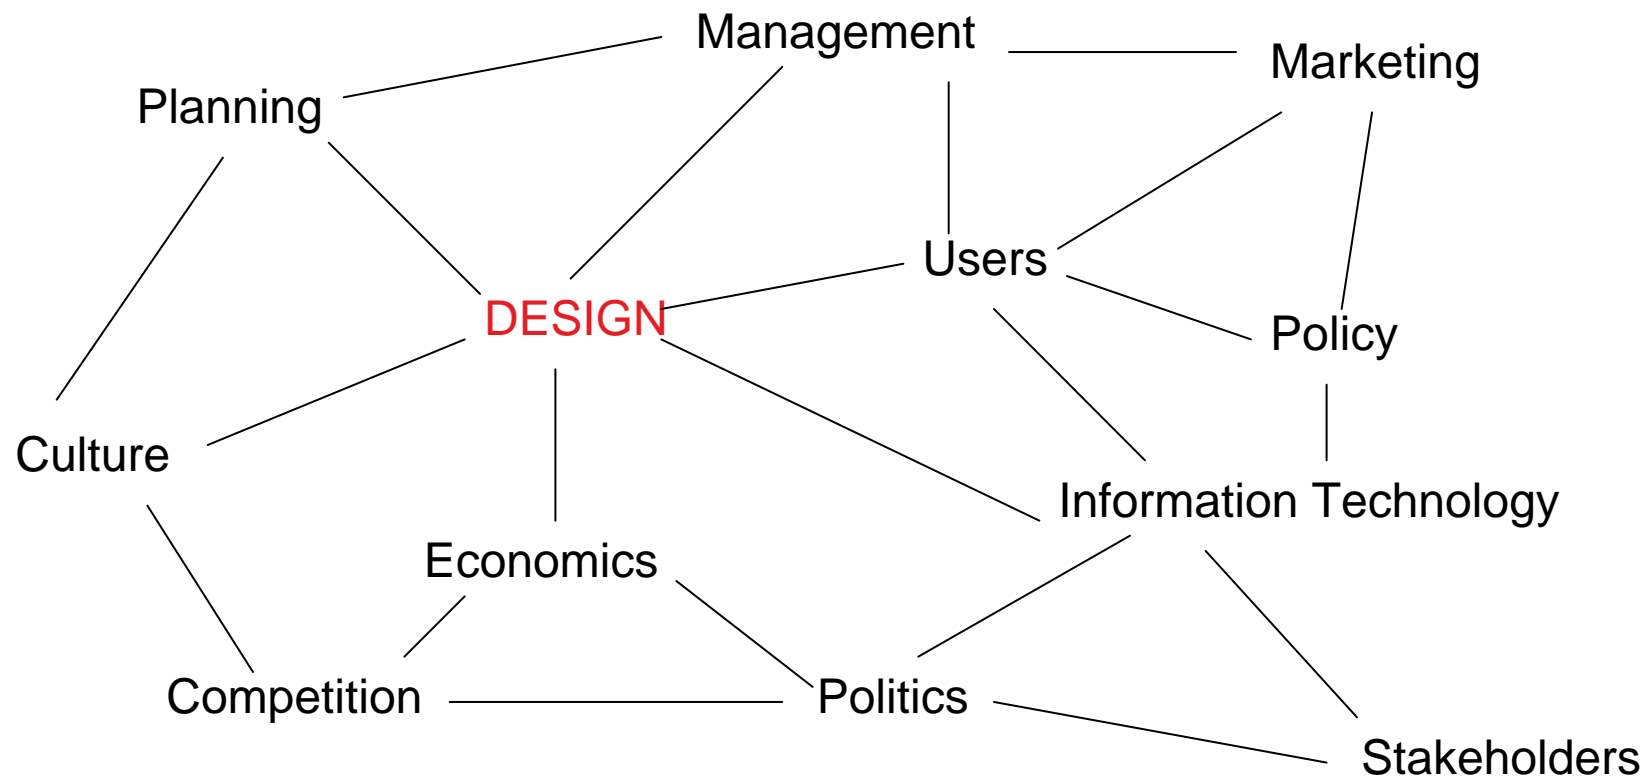 Management
Marketing
Planning
Users
DESIGN
Policy
Culture
Information Technology
Economics
Competition
Politics
Stakeholders